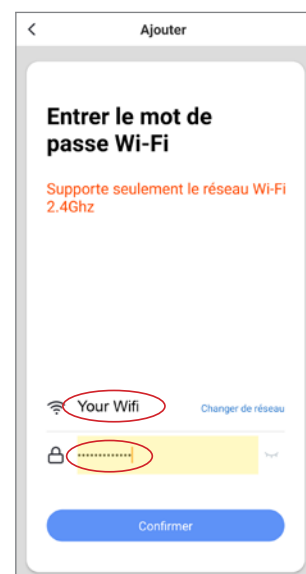 Ajouter
Entrer le mot de
passe Wi-Fi
Supporte seulement le réseau Wi-Fi
2.4Ghz
Your Wifi
Changer de réseau
•••••••••••••
Confirmer